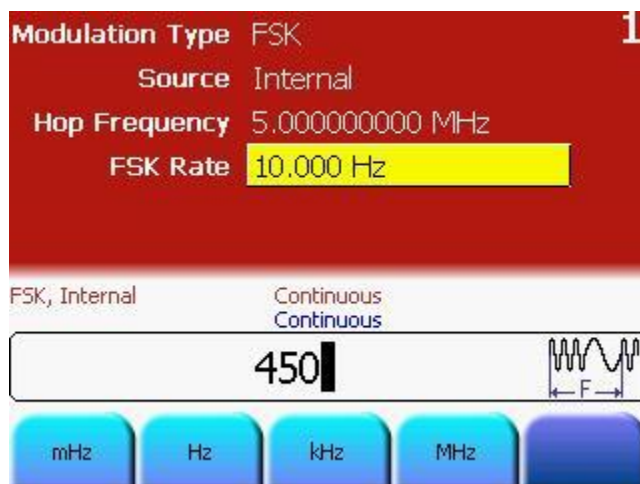 Modulation Type FSK 1
Source Internal
Hop Frequency 5.000000000 MHz
FSK Rate 10.000 Hz
FSK, Internal Continuous
Continuous
450
F
mHz Hz kHz MHz